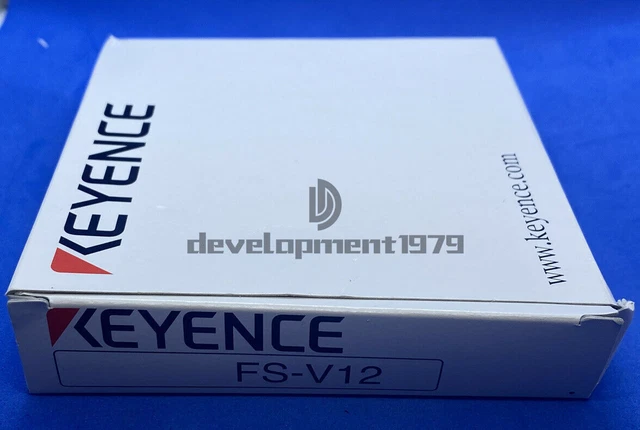 KEYENCE
www.keyence.com
development1979
KEYENCE
FS-V12